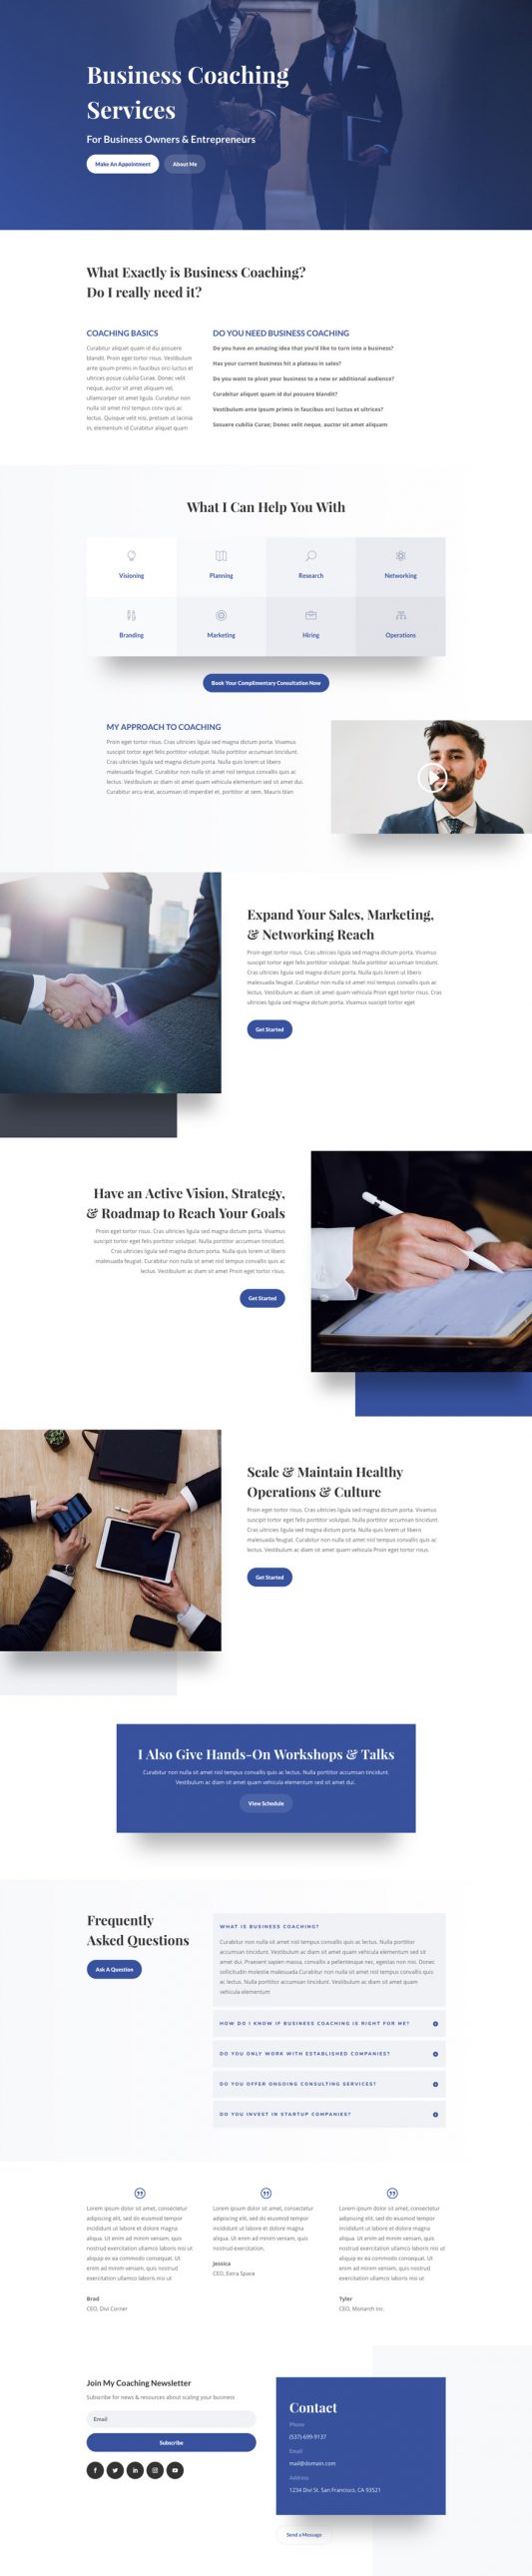 Business Coaching
Services
For Business Owners & Entrepreneurs
Make An Appointment
About Me
What Exactly is Business Coaching?
Do I really need it?
COACHING BASICS
Curabitur aliquet quam id dui posuere
blandit. Proin eget tortor risus. Vestibulum
ante ipsum primis in faucibus orci luctus et
ultrices posue cubilia Curae. Donec velit
neque, auctor sit amet aliquam vel,
ullamcorper sit amet ligula. Curabitur non
nulla sit amet nisl tempus conv quis ac
lectus. Quisque velit nisi, pretium ut lacinia
in, elementum id Curabitur aliquet quam
DO YOU NEED BUSINESS COACHING
Do you have an amazing idea that you'd like to turn into a business?
Has your current business hit a plateau in sales?
Do you want to pivot your business to a new or additional audience?
Curabitur aliquet quam id dui posuere blandit?
Vestibulum ante ipsum primis in faucibus orci luctus et ultrices?
Sosuere cubilia Curae; Donec velit neque, auctor sit amet aliquam
What I Can Help You With
Visioning
Planning
Research
Networking
Branding
Marketing
Hiring
Operations
Book Your Complimentary Consultation Now
MY APPROACH TO COACHING
Proin eget tortor risus. Cras ultricies ligula sed magna dictum porta. Vivamus
suscipit tortor eget felis porttitor volutpat. Nulla porttitor accumsan tincidunt.
Cras ultricies ligula sed magna dictum porta. Nulla quis lorem ut libero
malesuada feugiat. Curabitur non nulla sit amet nisl tempus convallis quis ac
lectus. Vestibulum ac diam sit amet quam vehicula elementum sed sit amet dui.
Curabitur arcu erat, accumsan id imperdiet et, porttitor at sem. Mauris blan
Expand Your Sales, Marketing,
& Networking Reach
Proin eget tortor risus. Cras ultricies ligula sed magna dictum porta. Vivamus
suscipit tortor eget felis porttitor volutpat. Nulla porttitor accumsan tincidunt.
Cras ultricies ligula sed magna dictum porta. Nulla quis lorem ut libero
malesuada feugiat. Curabitur non nulla sit amet nisl tempus convallis quis ac
lectus. Vestibulum ac diam sit amet quam vehicula Proin eget tortor risus. Cras
ultricies ligula sed magna dictum porta. Vivamus suscipit tortor eget
Get Started
Have an Active Vision, Strategy,
& Roadmap to Reach Your Goals
Proin eget tortor risus. Cras ultricies ligula sed magna dictum porta. Vivamus
suscipit tortor eget felis porttitor volutpat. Nulla porttitor accumsan tincidunt.
Cras ultricies ligula sed magna dictum porta. Nulla quis lorem ut libero
malesuada feugiat. Curabitur non nulla sit amet nisl tempus convallis quis ac
lectus. Vestibulum ac diam sit amet Proin eget tortor risus.
Get Started
Scale & Maintain Healthy
Operations & Culture
Proin eget tortor risus. Cras ultricies ligula sed magna dictum porta. Vivamus
suscipit tortor eget felis porttitor volutpat. Nulla porttitor accumsan tincidunt.
Cras ultricies ligula sed magna dictum porta. Nulla quis lorem ut libero
malesuada feugiat. Curabitur non nulla sit amet nisl tempus convallis quis ac
lectus. Vestibulum ac diam sit amet quam vehicula Proin eget tortor risus.
Get Started
I Also Give Hands-On Workshops & Talks
Curabitur non nulla sit amet nisl tempus convallis quis ac lectus. Nulla porttitor accumsan tincidunt.
Vestibulum ac diam sit amet quam vehicula elementum sed sit amet dui.
View Schedule
Frequently
Asked Questions
Ask A Question
WHAT IS BUSINESS COACHING?
Curabitur non nulla sit amet nisl tempus convallis quis ac lectus. Nulla porttitor
accumsan tincidunt. Vestibulum ac diam sit amet quam vehicula elementum sed sit
amet dui. Praesent sapien massa, convallis a pellentesque nec, egestas non nisi. Donec
sollicitudin molestie malesuada Curabitur non nulla sit amet nisl tempus convallis quis
ac lectus. Nulla porttitor accumsan tincidunt. Vestibulum ac diam sit amet quam
vehicula elementum
HOW DO I KNOW IF BUSINESS COACHING IS RIGHT FOR ME?
DO YOU ONLY WORK WITH ESTABLISHED COMPANIES?
DO YOU OFFER ONGOING CONSULTING SERVICES?
DO YOU INVEST IN STARTUP COMPANIES?
Lorem ipsum dolor sit amet, consectetur
adipiscing elit, sed do eiusmod tempor
incididunt ut labore et dolore magna
aliqua. Ut enim ad minim veniam, quis
nostrud exercitation ullamco laboris nisi ut
aliquip ex ea commodo consequat. Ut
enim ad minim veniam, quis nostrud
exercitation ullamco laboris nisi ut
Brad
CEO, Divi Corner
Lorem ipsum dolor sit amet, consectetur
adipiscing elit, sed do eiusmod tempor
incididunt ut labore et dolore magna
aliqua. Ut enim ad minim veniam, quis
nostrud exercitation.
Jessica
CEO, Extra Space
Lorem ipsum dolor sit amet, consectetur
adipiscing elit, sed do eiusmod tempor
incididunt ut labore et dolore magna
aliqua. Ut enim ad minim veniam, quis
nostrud exercitation ullamco laboris nisi ut
aliquip ex ea commodo consequat. Ut
enim ad minim veniam, quis nostrud
exercitation ullamco laboris nisi ut
Tyler
CEO, Monarch Inc.
Join My Coaching Newsletter
Subscribe for news & resources about scaling your business
Email
Subscribe
Contact
Phone
(537)-699-9137
Email
mail@domain.com
Address
1234 Divi St. San Francisco, CA 93521
Send a Message